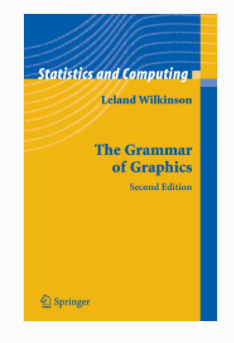 Statistics and Computing
Leland Wilkinson
The Grammar
of Graphics
Second Edition
Springer